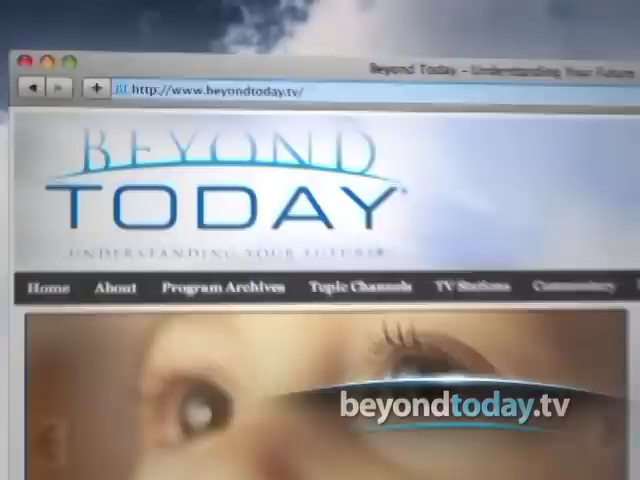 Beyond Today - Understanding Your Future
http://www.beyondtoday.tv/
BEYOND
TODAY
UNDERSTANDING YOUR FUTURE
Home About Program Archives Topic Channels TV Stations Commentary
beyondtoday.tv